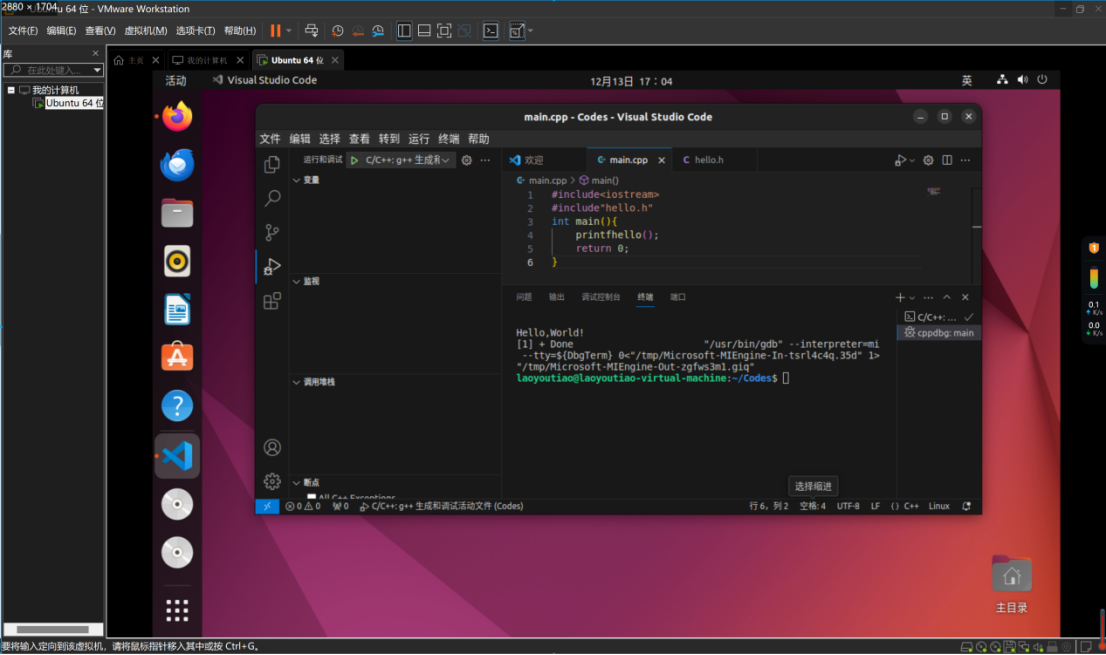 2880 × 1704
Ubuntu 64 位 - VMware Workstation
文件(F) 编辑(E) 查看(V) 虚拟机(M) 选项卡(T) 帮助(H)
库
在此处键入...
我的计算机
Ubuntu 64 位
主页 我的计算机 Ubuntu 64 位
活动 Visual Studio Code 12月13日 17：04 英
main.cpp - Codes - Visual Studio Code
文件 编辑 选择 查看 转到 运行 终端 帮助
运行和调试 C/C++: g++ 生成和
变量
监视
调用堆栈
断点
All C++ Exceptions
欢迎 main.cpp hello.h
main.cpp > main()
1 #include<iostream>
2 #include"hello.h"
3 int main(){
4 printfhello();
5 return 0;
6 }
问题 输出 调试控制台 终端 端口
C/C++: ...
cppdbg: main
Hello,World!
[1] + Done "/usr/bin/gdb" --interpreter=mi
--tty=${DbgTerm} 0<"/tmp/Microsoft-MIEngine-In-tsrl4c4q.35d" 1>
"/tmp/Microsoft-MIEngine-Out-zgfws3m1.giq"
laoyoutiao@laoyoutiao-virtual-machine:~/Codes$
选择缩进
0 0 0 C/C++: g++ 生成和调试活动文件 (Codes) 行 6，列 2 空格: 4 UTF-8 LF {} C++ Linux
主目录
1
0.1
K/s
0.0
K/s
要将输入定向到该虚拟机，请将鼠标指针移入其中或按 Ctrl+G。